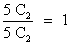 5 C₂ / 5 C₂ = 1